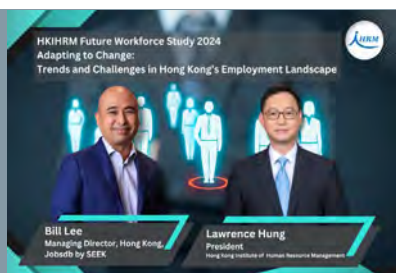 HKIHRM Future Workforce Study 2024
Adapting to Change:
Trends and Challenges in Hong Kong's Employment Landscape
HRM
Bill Lee
Managing Director, Hong Kong,
Jobsdb by SEEK
Lawrence Hung
President
Hong Kong Institute of Human Resource Management